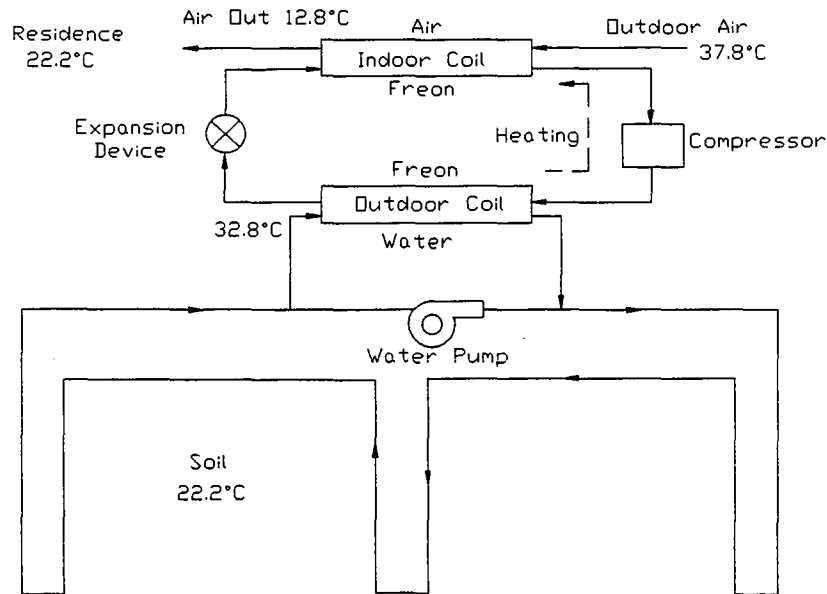 Air Out 12.8°C
Air
Outdoor Air
37.8°C
Residence
22.2°C
Indoor Coil
Freon
Expansion
Device
Heating
Compressor
Freon
Outdoor Coil
32.8°C
Water
Water Pump
Soil
22.2°C